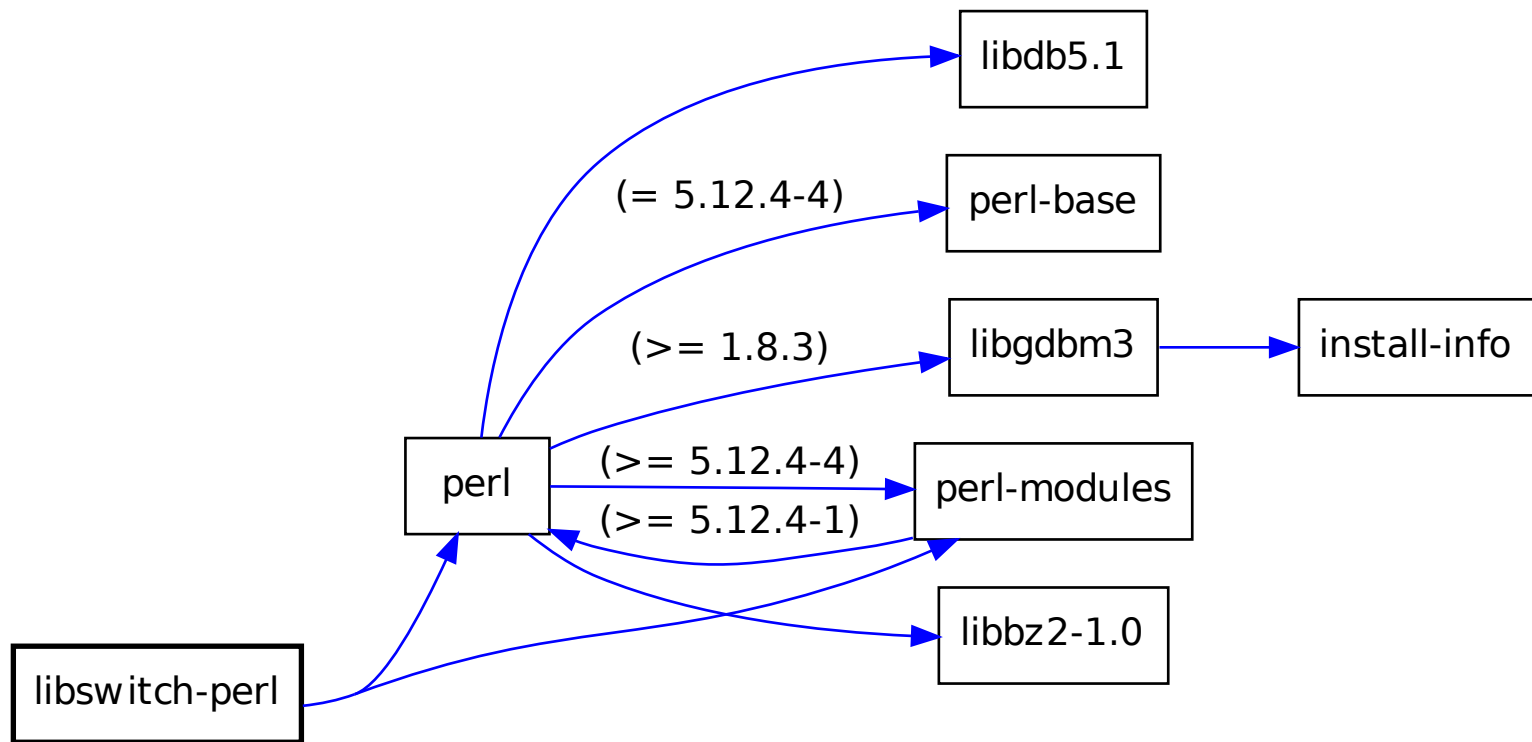 libdb5.1
(= 5.12.4-4)
perl-base
(>= 1.8.3)
libgdbm3
install-info
(>= 5.12.4-4)
perl
perl-modules
(>= 5.12.4-1)
libbz2-1.0
libswitch-perl